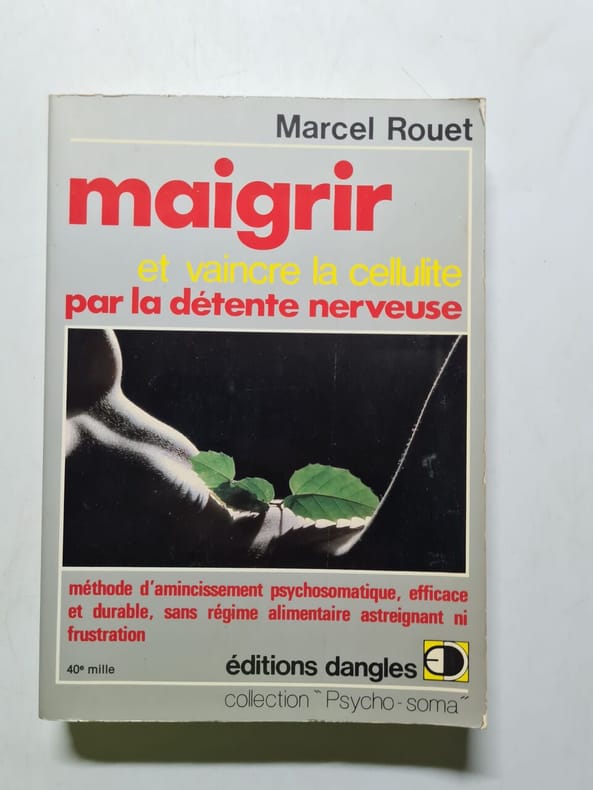 Marcel Rouet
maigrir
et vaincre la cellulite
par la détente nerveuse
méthode d'amincissement psychosomatique, efficace
et durable, sans régime alimentaire astreignant ni
frustration
40e mille
éditions dangles
collection "Psycho-soma"